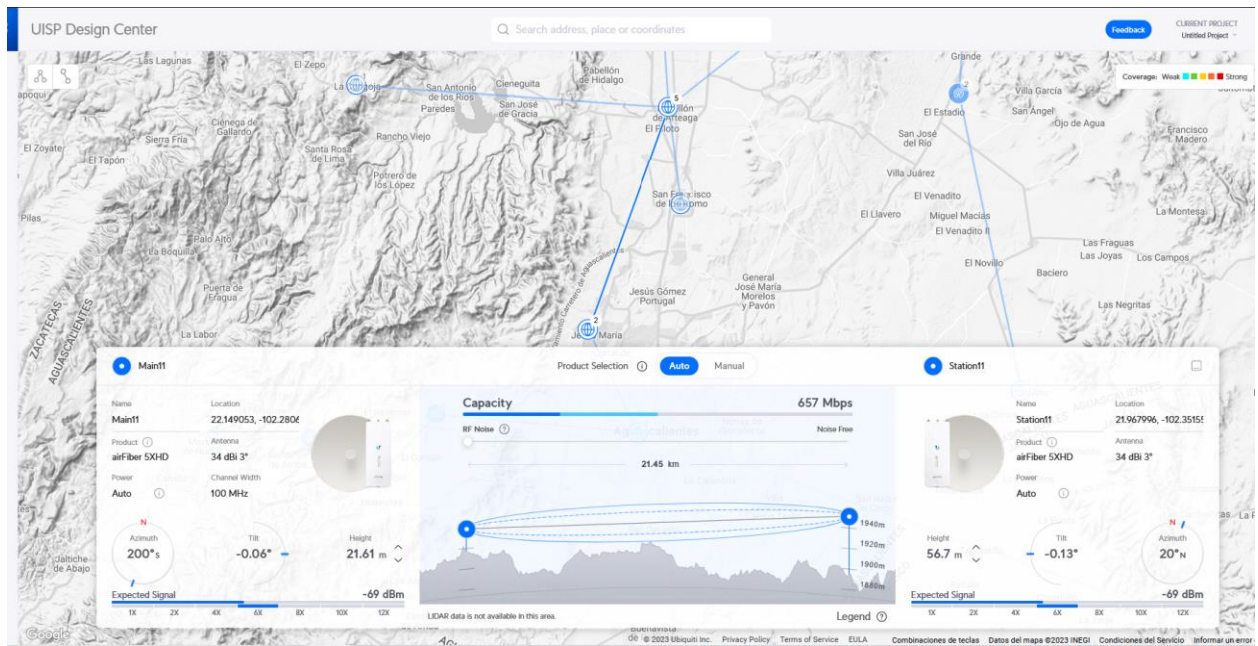 UISP Design Center
Search address, place or coordinates
Feedback
CURRENT PROJECT
Untitled Project
Coverage: Weak Strong
Las Lagunas
El Zepo
Cieneguita
Pabellón
de Hidalgo
Grande
Villa García
San Antonio
de los Ríos
Paredes
San José
de Gracia
5
2
El Estadio
San Ángel
Ojo de Agua
Ciénega de
Gallardo
Sierra Fría
Rancho Viejo
El Piloto
San José
del Río
Francisco
I. Madero
El Zoyate
El Tapón
Santa Rosa
de Lima
Potrero de
los López
Villa Juárez
Pilas
El Venadito
El Llavero
Miguel Macías
El Venadito II
La Montesa
Palo Alto
La Boquilla
Las Fraguas
Las Joyas
Los Campos
El Novillo
Baciero
General
José María
Morelos
y Pavón
Puerta de
Fragua
Jesús Gómez
Portugal
Las Negritas
ZACATECAS
AGUASCALIENTES
La Labor
2
Main11
Product Selection
Auto
Manual
Station11
Name
Main11
Location
22.149053, -102.2806
Product
airFiber 5XHD
Antenna
34 dBi 3°
Power
Auto
Channel Width
100 MHz
N
Azimuth
200°S
Tilt
-0.06°
Height
21.61 m
Expected Signal
-69 dBm
1X 2X 4X 6X 8X 10X 12X
Capacity
657 Mbps
RF Noise
Noise Free
21.45 km
1940m
1920m
1900m
1880m
LIDAR data is not available in this area.
Legend
Name
Station11
Location
21.967996, -102.3515
Product
airFiber 5XHD
Antenna
34 dBi 3°
Power
Auto
Height
56.7 m
Tilt
-0.13°
N
Azimuth
20°N
Expected Signal
-69 dBm
1X 2X 4X 6X 8X 10X 12X
Jaltiche
de Abajo
Google
© 2023 Ubiquiti Inc.
Privacy Policy
Terms of Service
EULA
Combinaciones de teclas
Datos del mapa ©2023 INEGI
Condiciones del Servicio
Informar un error